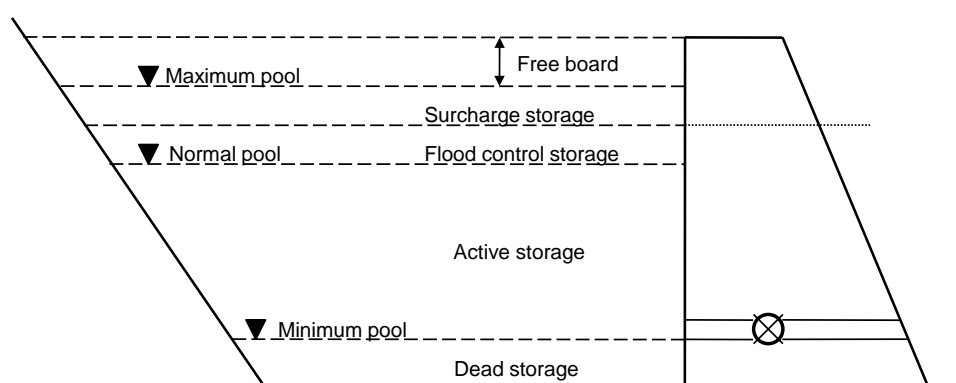 Free board
Maximum pool
Surcharge storage
Normal pool
Flood control storage
Active storage
Minimum pool
Dead storage